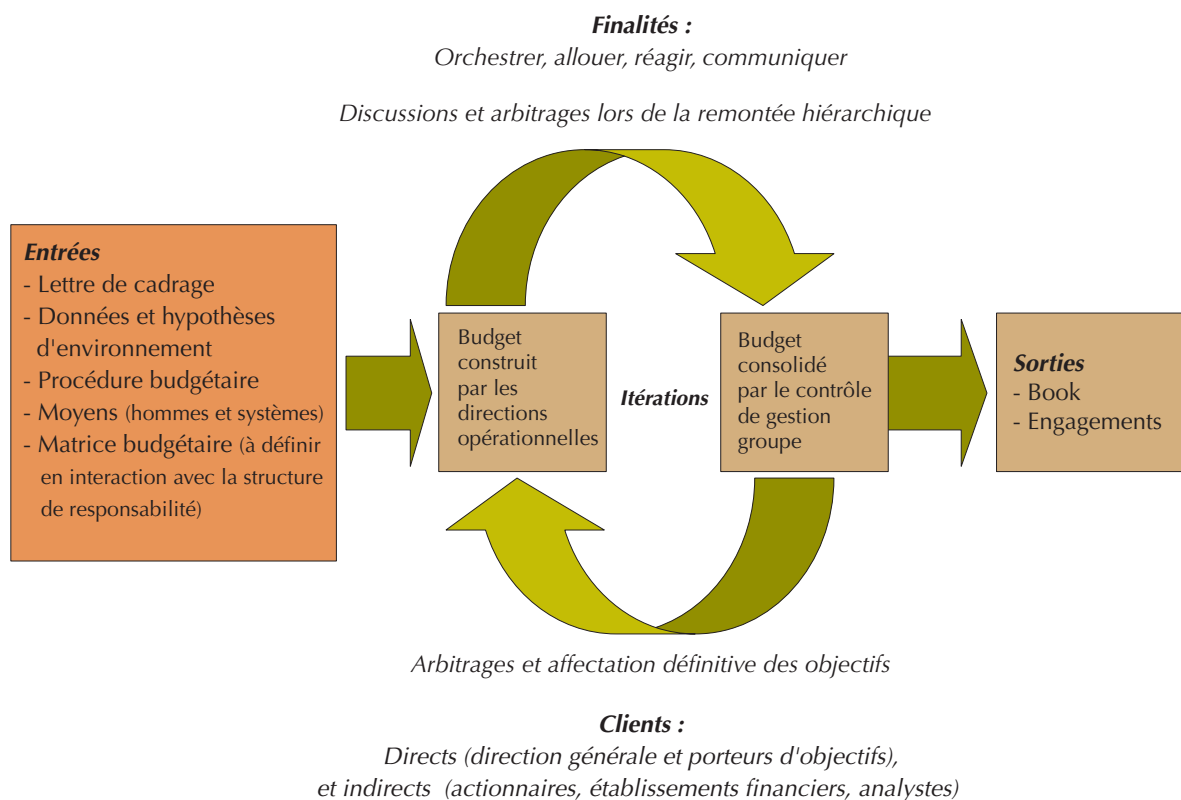 Finalités :
Orchestrer, allouer, réagir, communiquer
Discussions et arbitrages lors de la remontée hiérarchique
Entrées
- Lettre de cadrage
- Données et hypothèses
d'environnement
- Procédure budgétaire
- Moyens (hommes et systèmes)
- Matrice budgétaire (à définir
en interaction avec la structure
de responsabilité)
Budget
construit
par les
directions
opérationnelles
Itérations
Budget
consolidé
par le contrôle
de gestion
groupe
Sorties
- Book
- Engagements
Arbitrages et affectation définitive des objectifs
Clients :
Directs (direction générale et porteurs d'objectifs),
et indirects (actionnaires, établissements financiers, analystes)